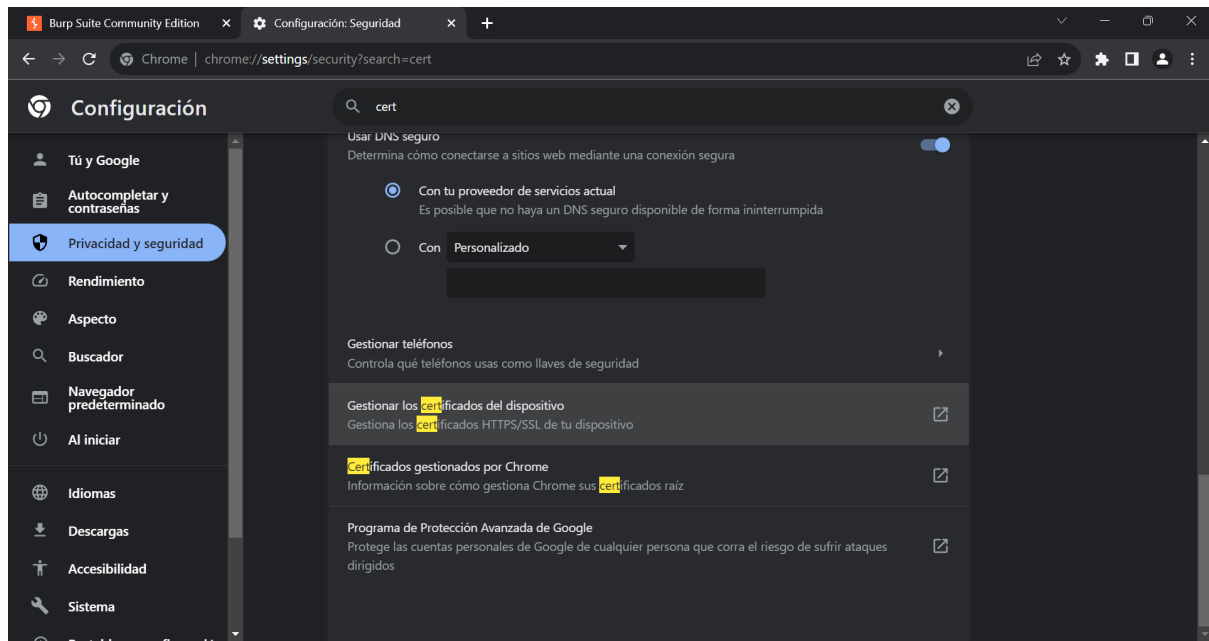 Burp Suite Community Edition
Configuración: Seguridad
Chrome | chrome://settings/security?search=cert
Configuración
cert
Tú y Google
Autocompletar y
contraseñas
Privacidad y seguridad
Rendimiento
Aspecto
Buscador
Navegador
predeterminado
Al iniciar
Idiomas
Descargas
Accesibilidad
Sistema
Usar DNS seguro
Determina cómo conectarse a sitios web mediante una conexión segura
Con tu proveedor de servicios actual
Es posible que no haya un DNS seguro disponible de forma ininterrumpida
Con Personalizado
Gestionar teléfonos
Controla qué teléfonos usas como llaves de seguridad
Gestionar los certificados del dispositivo
Gestiona los certificados HTTPS/SSL de tu dispositivo
Certificados gestionados por Chrome
Información sobre cómo gestiona Chrome sus certificados raíz
Programa de Protección Avanzada de Google
Protege las cuentas personales de Google de cualquier persona que corra el riesgo de sufrir ataques
dirigidos